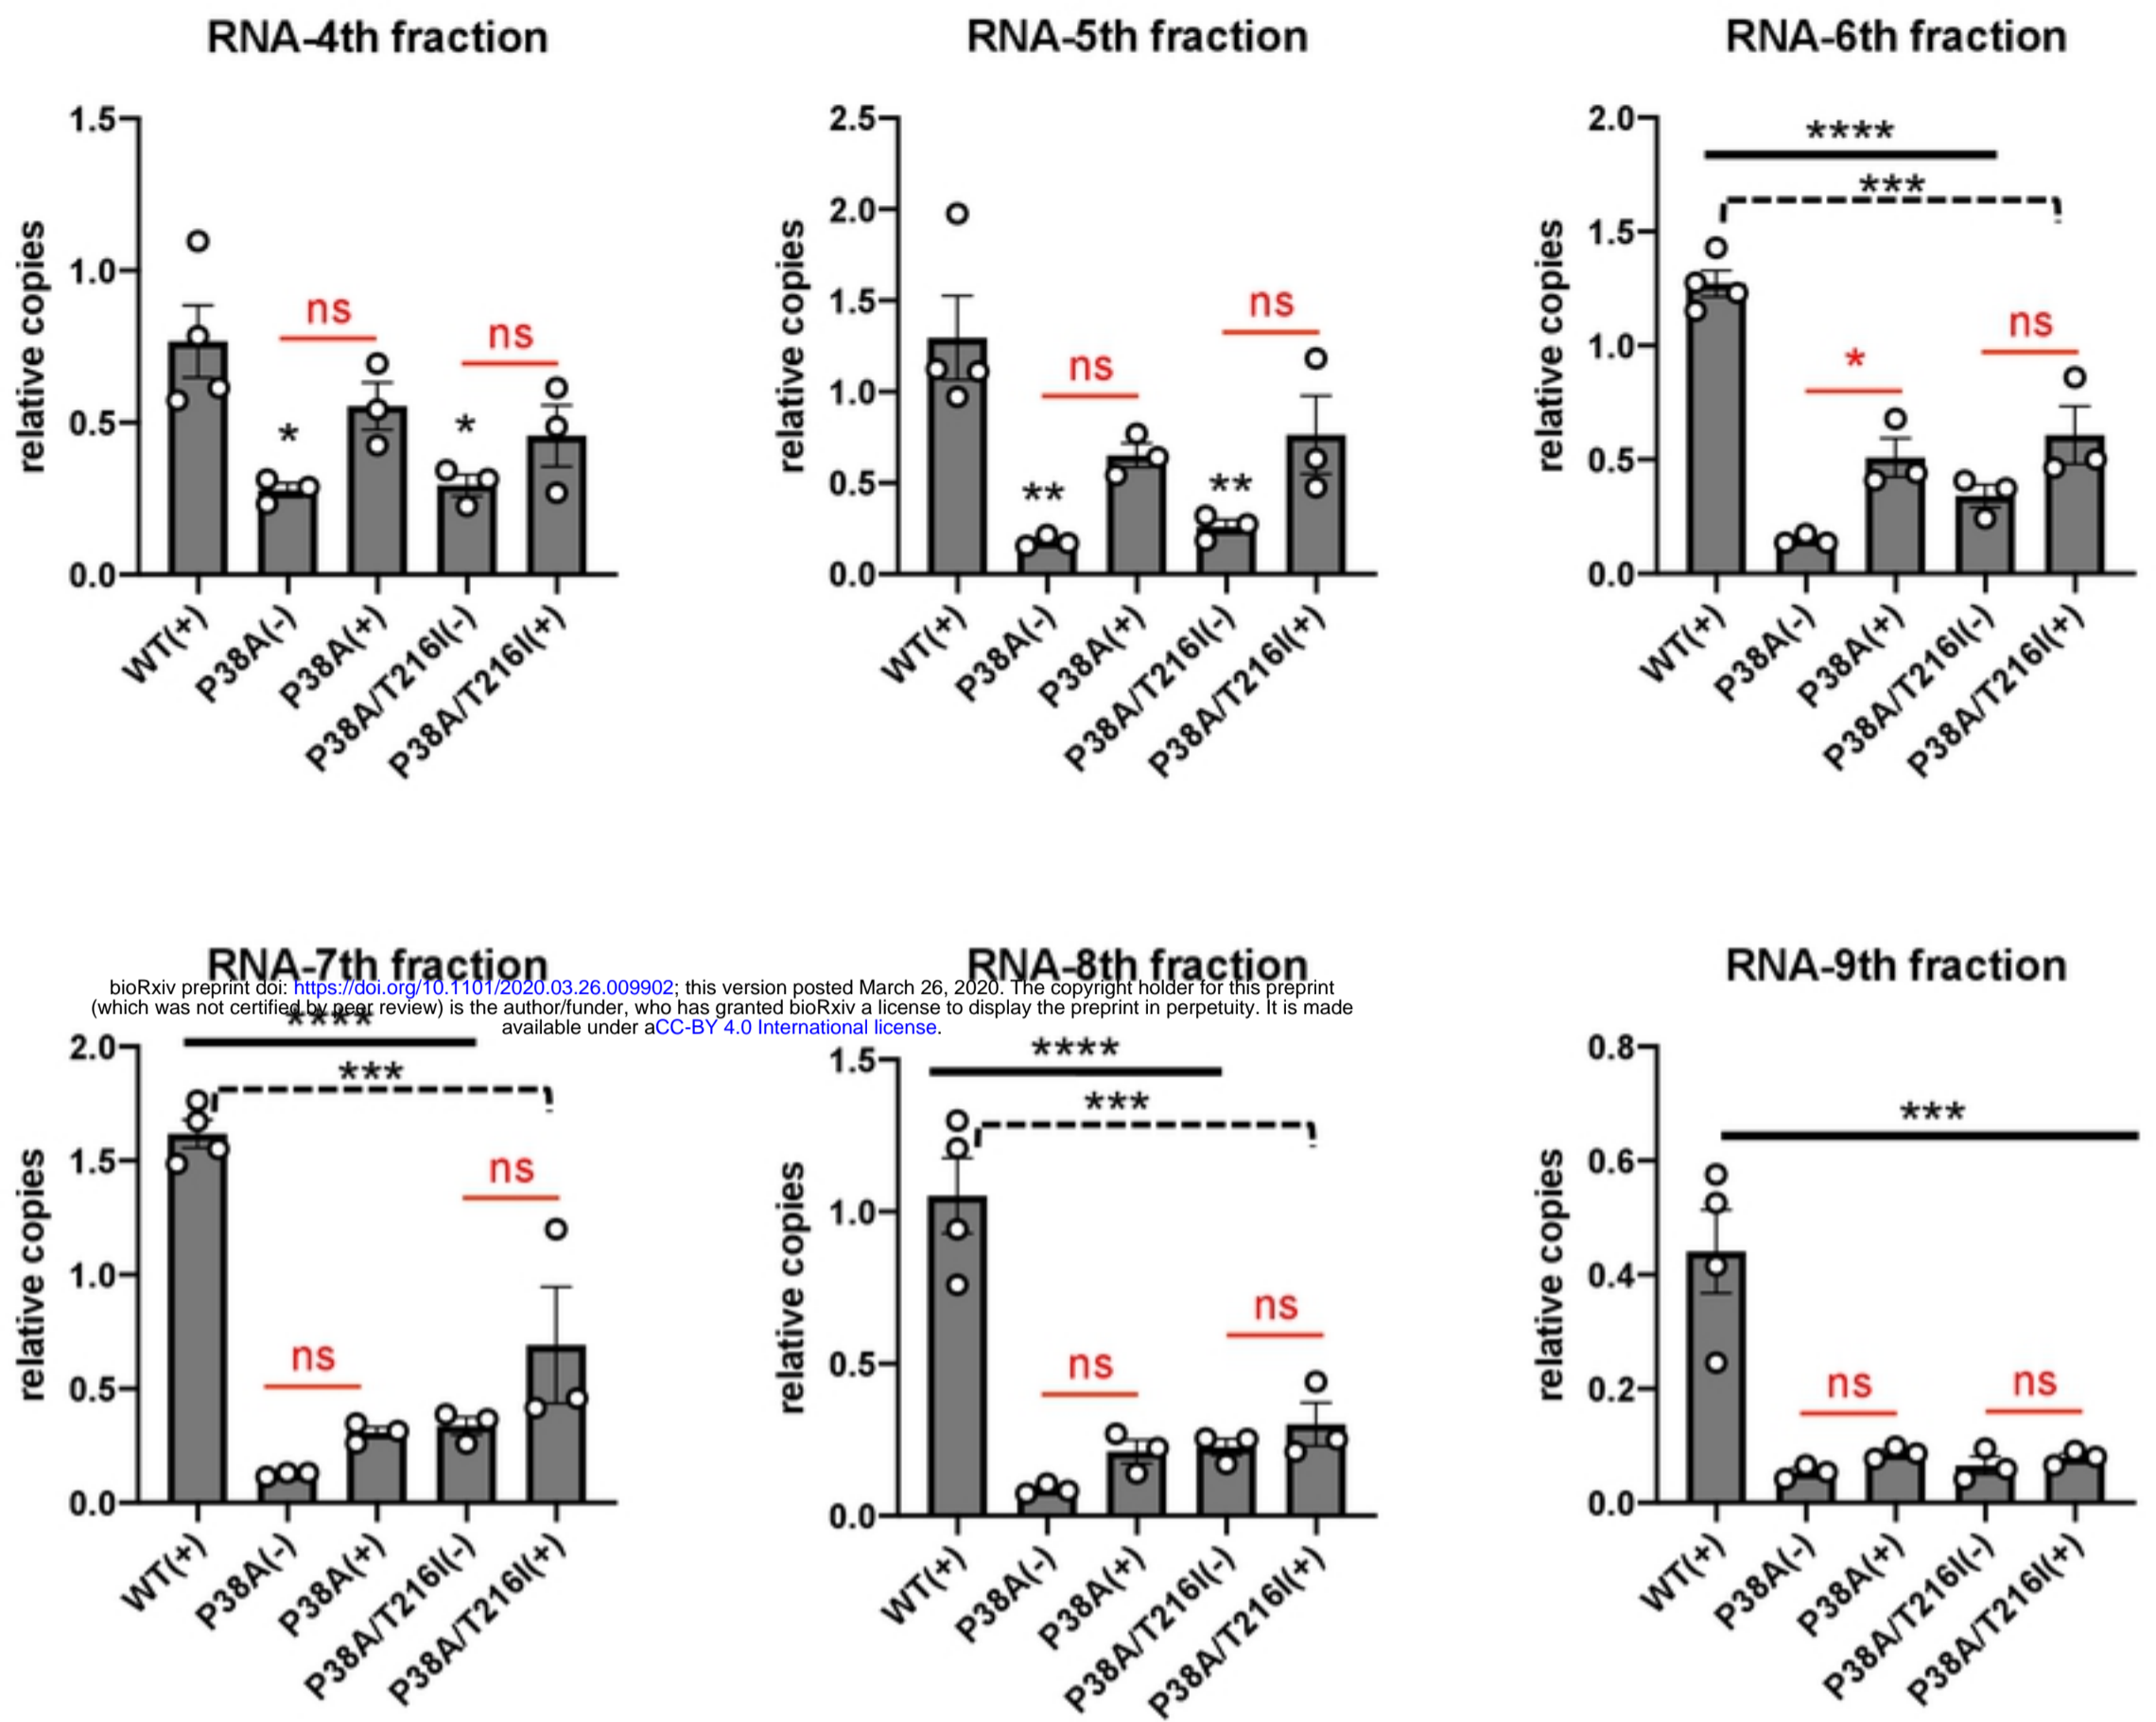 RNA-4th fraction
1.5
1.0
0.5
0.0
relative copies
ns
ns
*
*
WT(+)
P38A(-)
P38A(+)
P38A/T216I(-)
P38A/T216I(+)
RNA-5th fraction
2.5
2.0
1.5
1.0
0.5
0.0
relative copies
ns
ns
**
**
WT(+)
P38A(-)
P38A(+)
P38A/T216I(-)
P38A/T216I(+)
RNA-6th fraction
2.0
1.5
1.0
0.5
0.0
relative copies
****
***
*
ns
WT(+)
P38A(-)
P38A(+)
P38A/T216I(-)
P38A/T216I(+)
RNA-7th fraction
RNA-8th fraction
RNA-9th fraction
bioRxiv preprint doi: https://doi.org/10.1101/2020.03.26.009902; this version posted March 26, 2020. The copyright holder for this preprint
(which was not certified by peer review) is the author/funder, who has granted bioRxiv a license to display the preprint in perpetuity. It is made
available under aCC-BY 4.0 International license.
2.0
1.5
1.0
0.5
0.0
relative copies
****
***
ns
ns
WT(+)
P38A(-)
P38A(+)
P38A/T216I(-)
P38A/T216I(+)
1.5
1.0
0.5
0.0
relative copies
****
***
ns
ns
WT(+)
P38A(-)
P38A(+)
P38A/T216I(-)
P38A/T216I(+)
0.8
0.6
0.4
0.2
0.0
relative copies
***
ns
ns
WT(+)
P38A(-)
P38A(+)
P38A/T216I(-)
P38A/T216I(+)